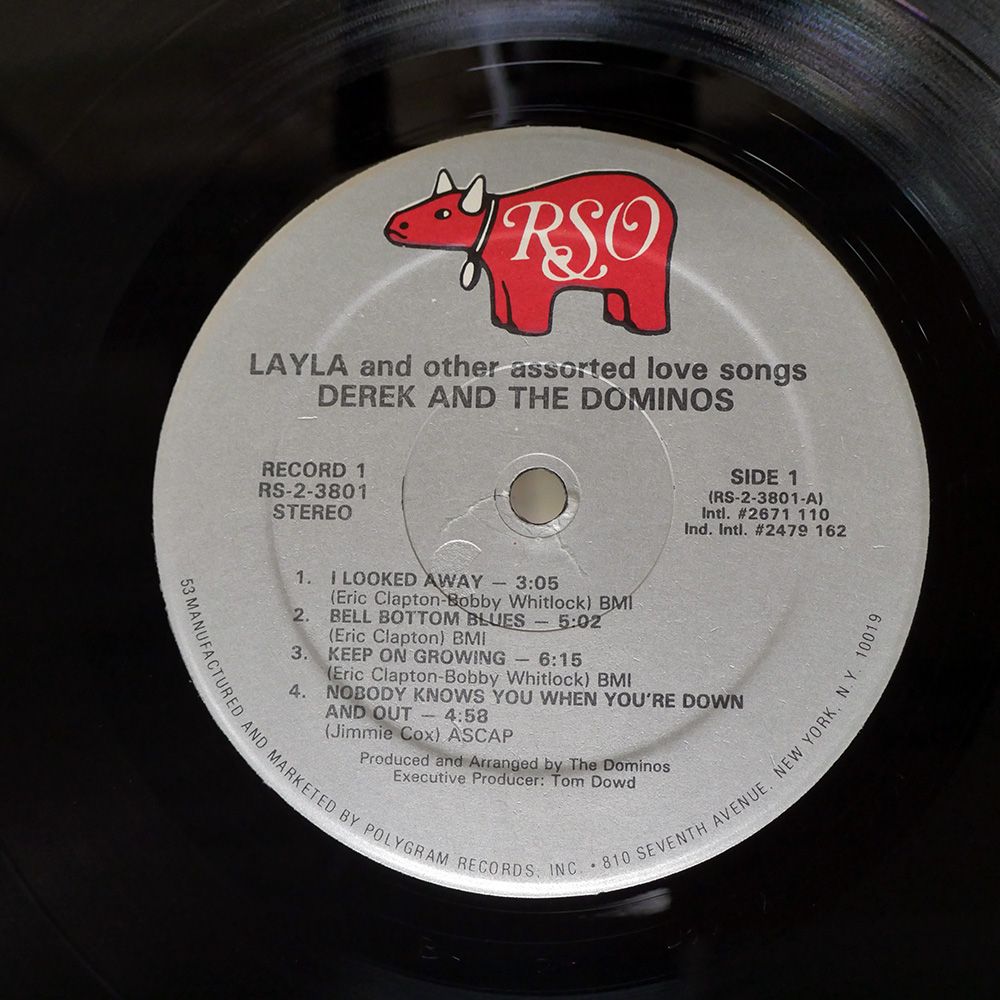 RSO
LAYLA and other assorted love songs
DEREK AND THE DOMINOS
RECORD 1
RS-2-3801
STEREO
SIDE 1
(RS-2-3801-A)
Intl. #2671 110
Ind. Intl. #2479 162
1. I LOOKED AWAY — 3:05
(Eric Clapton-Bobby Whitlock) BMI
2. BELL BOTTOM BLUES — 5:02
(Eric Clapton) BMI
3. KEEP ON GROWING — 6:15
(Eric Clapton-Bobby Whitlock) BMI
4. NOBODY KNOWS YOU WHEN YOU'RE DOWN
AND OUT — 4:58
(Jimmie Cox) ASCAP
Produced and Arranged by The Dominos
Executive Producer: Tom Dowd
53 MANUFACTURED AND MARKETED BY POLYGRAM RECORDS, INC. • 810 SEVENTH AVENUE, NEW YORK, N.Y. 10019